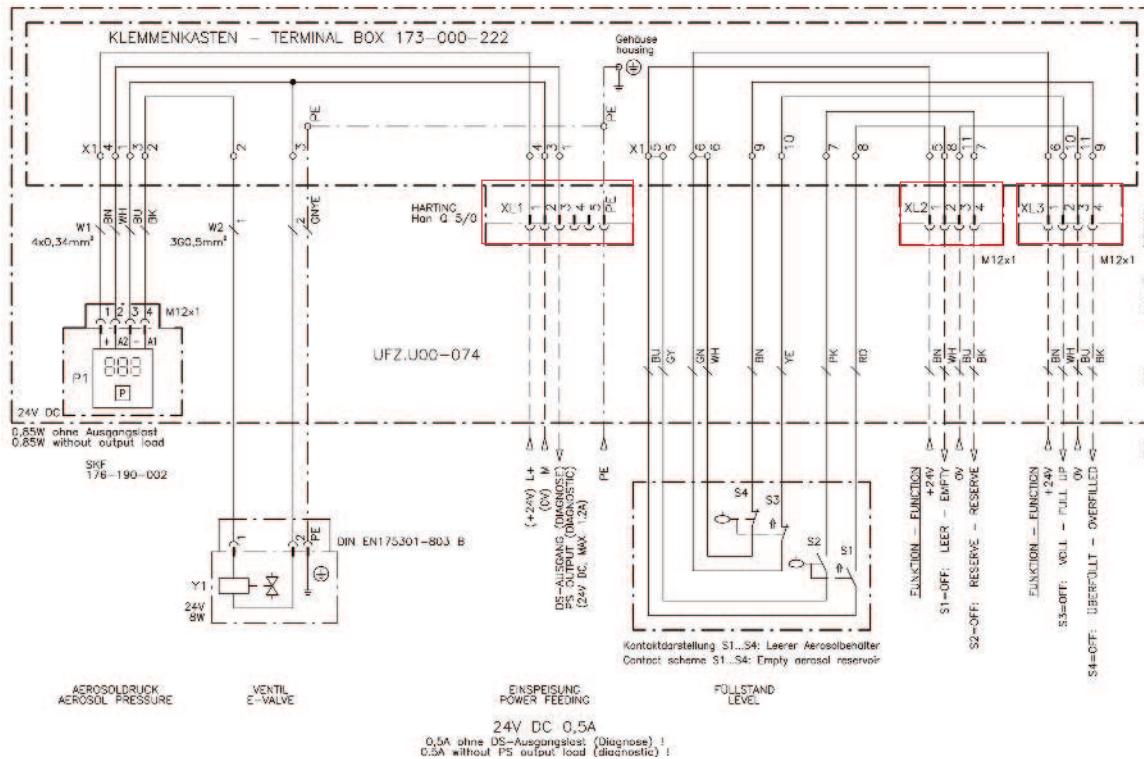 KLEMMENKASTEN – TERMINAL BOX 173-000-222
Gehäuse
housing
PE
PE
X1
4
1
3
2
2
3
4
3
1
X1
5
5
6
6
9
10
7
8
5
8
11
7
6
10
11
9
HARTING
Han Q 5/0
XL1
1
2
3
4
5
PE
XL2
1
2
3
4
M12x1
XL3
1
2
3
4
M12x1
W1
4x0,34mm²
BN
WH
BU
BK
W2
3G0,5mm²
1
2
GNYE
1
2
3
4
M12x1
+
A2
-
A1
P1
P
24V DC
0,85W ohne Ausgangslast
0.85W without output load
SKF
176-190-002
UFZ.U00-074
BU
GY
GN
WH
BN
YE
PK
RD
BN
WH
BU
BK
BN
WH
BU
BK
(+24V) L+
(0V) M
DS-AUSGANG (DIAGNOSE)
PS OUTPUT (DIAGNOSTIC)
(24V DC, MAX. 1.2A)
PE
S4
S3
S2
S1
FUNKTION – FUNCTION
+24V
S1=OFF: LEER – EMPTY
0V
S2=OFF: RESERVE – RESERVE
FUNKTION – FUNCTION
+24V
S3=OFF: VOLL – FULL UP
0V
S4=OFF: ÜBERFÜLLT – OVERFILLED
1
2
PE
DIN EN175301-803 B
Y1
24V
8W
Kontaktdarstellung S1...S4: Leerer Aerosolbehälter
Contact scheme S1...S4: Empty aerosol reservoir
AEROSOLDRUCK
AEROSOL PRESSURE
VENTIL
E-VALVE
EINSPEISUNG
POWER FEEDING
FÜLLSTAND
LEVEL
24V DC 0,5A
0,5A ohne DS-Ausgangslast (Diagnose) !
0.5A without PS output load (diagnostic) !